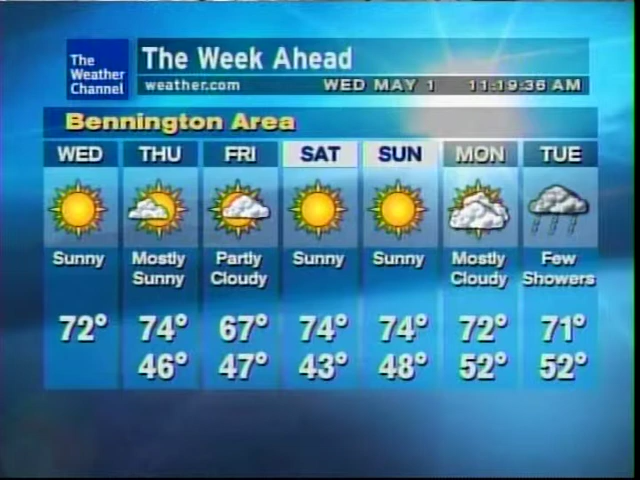 The
Weather
Channel
The Week Ahead
weather.com WED MAY 1 11:19:36 AM
Bennington Area
WED THU FRI SAT SUN MON TUE
Sunny Mostly Sunny Partly Cloudy Sunny Sunny Mostly Cloudy Few Showers
72° 74° 67° 74° 74° 72° 71°
46° 47° 43° 48° 52° 52°